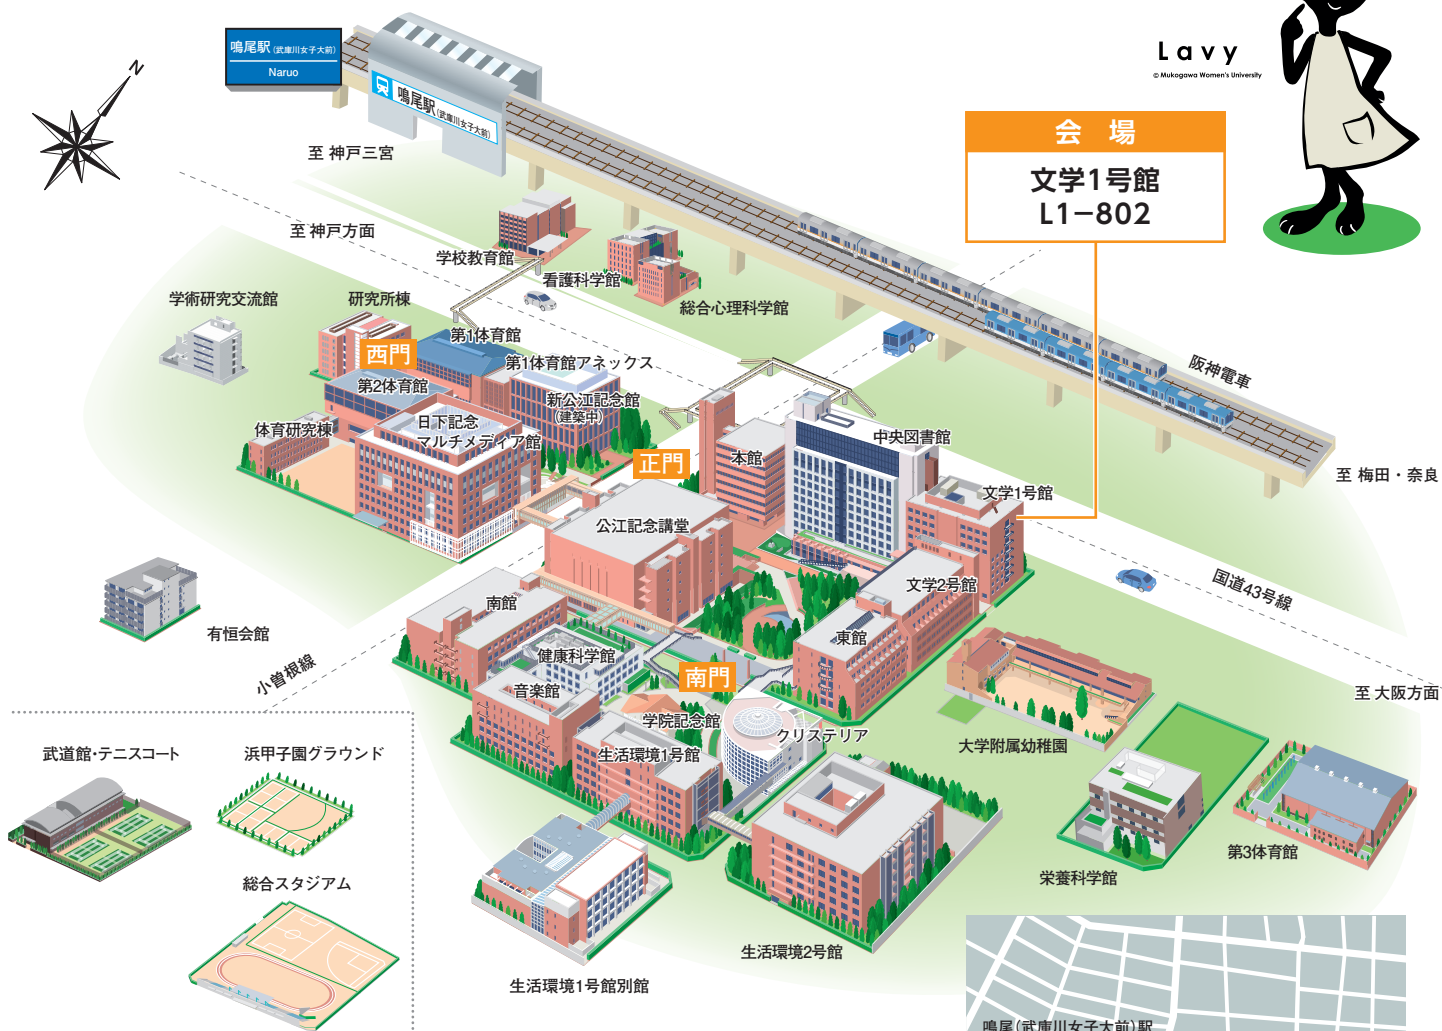 鳴尾駅(武庫川女子大前)
Naruo
N
鳴尾駅(武庫川女子大前)
Lavy
© Mukogawa Women's University
会 場
文学1号館
L1-802
至 神戸三宮
至 神戸方面
学校教育館
看護科学館
総合心理科学館
学術研究交流館
研究所棟
第1体育館
西門
第1体育館アネックス
第2体育館
新公江記念館
(建築中)
日下記念
マルチメディア館
体育研究棟
正門
本館
中央図書館
文学1号館
公江記念講堂
阪神電車
至 梅田・奈良
国道43号線
文学2号館
南館
東館
有恒会館
健康科学館
小曽根線
音楽館
南門
学院記念館
クリステリア
生活環境1号館
大学附属幼稚園
至 大阪方面
武道館・テニスコート
浜甲子園グラウンド
総合スタジアム
栄養科学館
第3体育館
生活環境2号館
生活環境1号館別館
鳴尾(武庫川女子大前)駅